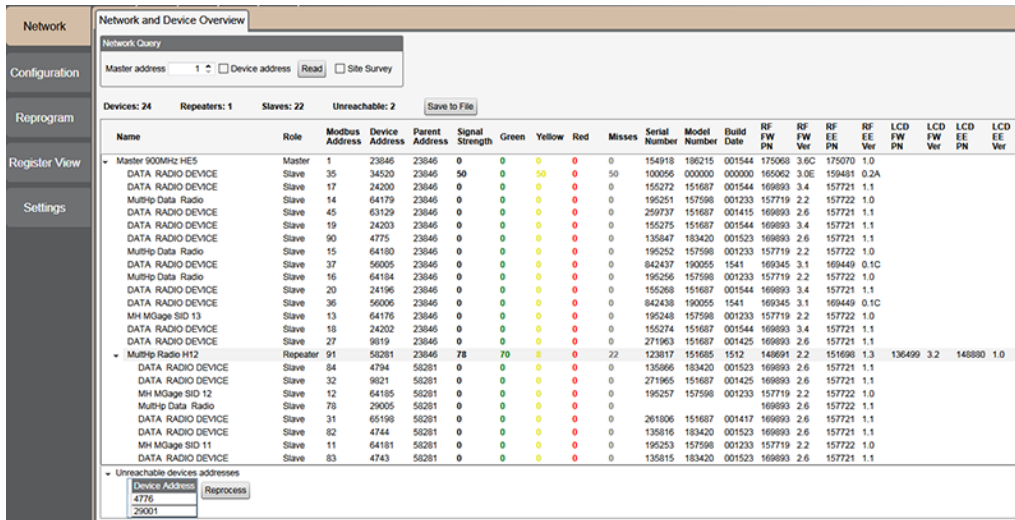 Network
Configuration
Reprogram
Register View
Settings
Network and Device Overview
Network Query
Master address 1 Device address Read Site Survey
Devices: 24 Repeaters: 1 Slaves: 22 Unreachable: 2 Save to File
Name Role Modbus Address Device Address Parent Address Signal Strength Green Yellow Red Misses Serial Number Model Number Build Date RF FW PN RF FW Ver RF EE PN RF EE Ver LCD FW PN LCD FW Ver LCD EE PN LCD EE Ver
Master 900MHz HE5 Master 1 23846 0 0 0 0 0 154918 186215 001544 175068 3.6C 175070 1.0
DATA RADIO DEVICE Slave 35 34520 23846 50 0 50 0 50 100056 000000 000000 165062 3.0E 159481 0.2A
DATA RADIO DEVICE Slave 17 24200 23846 0 0 0 0 0 155272 151687 001544 169893 3.4 157721 1.1
MultHp Data Radio Slave 14 64179 23846 0 0 0 0 0 195251 157598 001233 157719 2.2 157722 1.0
DATA RADIO DEVICE Slave 45 63129 23846 0 0 0 0 0 259737 151687 001415 169893 2.6 157721 1.1
DATA RADIO DEVICE Slave 19 24203 23846 0 0 0 0 0 155275 151687 001544 169893 3.4 157721 1.1
DATA RADIO DEVICE Slave 90 4775 23846 0 0 0 0 0 135847 183420 001523 169893 2.6 157721 1.1
MultHp Data Radio Slave 15 64180 23846 0 0 0 0 0 195252 157598 001233 157719 2.2 157722 1.0
DATA RADIO DEVICE Slave 37 56005 23846 0 0 0 0 0 842437 190055 1541 169345 3.1 169449 0.1C
MultHp Data Radio Slave 16 64184 23846 0 0 0 0 0 195256 157598 001233 157719 2.2 157722 1.0
DATA RADIO DEVICE Slave 20 24196 23846 0 0 0 0 0 155268 151687 001544 169893 3.4 157721 1.1
DATA RADIO DEVICE Slave 36 56006 23846 0 0 0 0 0 842438 190055 1541 169345 3.1 169449 0.1C
MH MGage SID 13 Slave 13 64176 23846 0 0 0 0 0 195248 157598 001233 157719 2.2 157722 1.0
DATA RADIO DEVICE Slave 18 24202 23846 0 0 0 0 0 155274 151687 001544 169893 3.4 157721 1.1
DATA RADIO DEVICE Slave 27 9819 23846 0 0 0 0 0 271963 151687 001425 169893 2.6 157721 1.1
MultHp Radio H12 Repeater 91 58281 23846 78 70 8 0 22 123817 151685 1512 148691 2.2 151698 1.3 136499 3.2 148880 1.0
DATA RADIO DEVICE Slave 84 4794 58281 0 0 0 0 0 135866 183420 001523 169893 2.6 157721 1.1
DATA RADIO DEVICE Slave 32 9821 58281 0 0 0 0 0 271965 151687 001425 169893 2.6 157721 1.1
MH MGage SID 12 Slave 12 64185 58281 0 0 0 0 0 195257 157598 001233 157719 2.2 157722 1.0
MultHp Data Radio Slave 78 29005 58281 0 0 0 0 0 169893 2.6 157722 1.1
DATA RADIO DEVICE Slave 31 65198 58281 0 0 0 0 0 261806 151687 001417 169893 2.6 157721 1.1
DATA RADIO DEVICE Slave 82 4744 58281 0 0 0 0 0 135816 183420 001523 169893 2.6 157721 1.1
MH MGage SID 11 Slave 11 64181 58281 0 0 0 0 0 195253 157598 001233 157719 2.2 157722 1.0
DATA RADIO DEVICE Slave 83 4743 58281 0 0 0 0 0 135815 183420 001523 169893 2.6 157721 1.1
Unreachable devices addresses
Device Address Reprocess
4776
29001